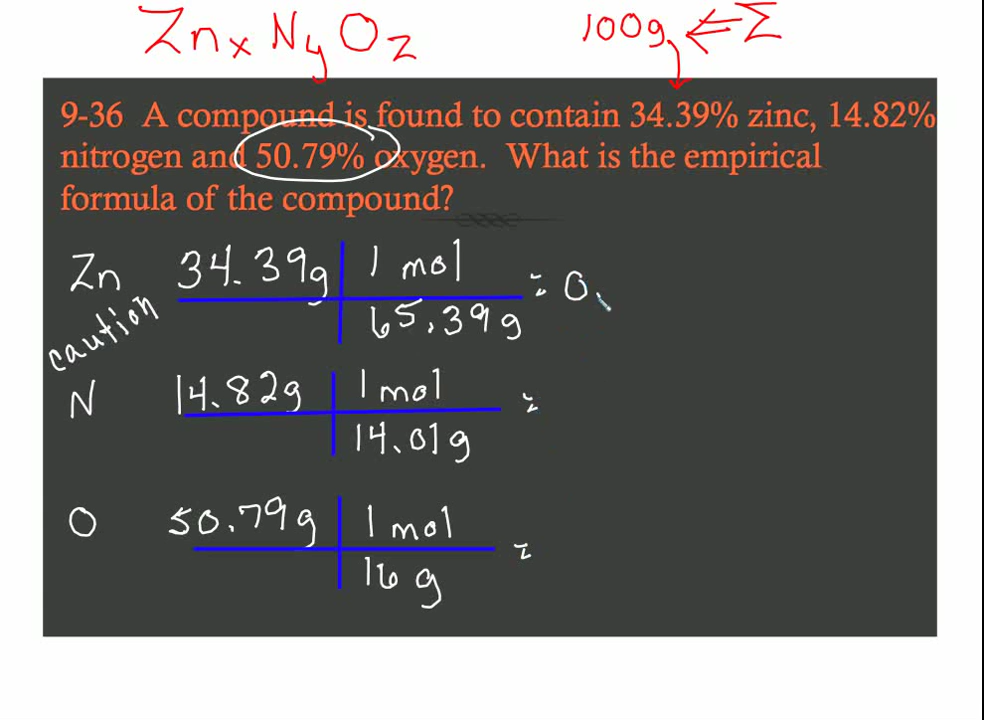 Zn x N y O z 100g ← Σ
9-36 A compound is found to contain 34.39% zinc, 14.82%
nitrogen and 50.79% oxygen. What is the empirical
formula of the compound?
Zn 34.39g 1 mol = 0.
65.39g
caution
N 14.82g 1 mol =
14.01g
O 50.79g 1 mol =
16 g